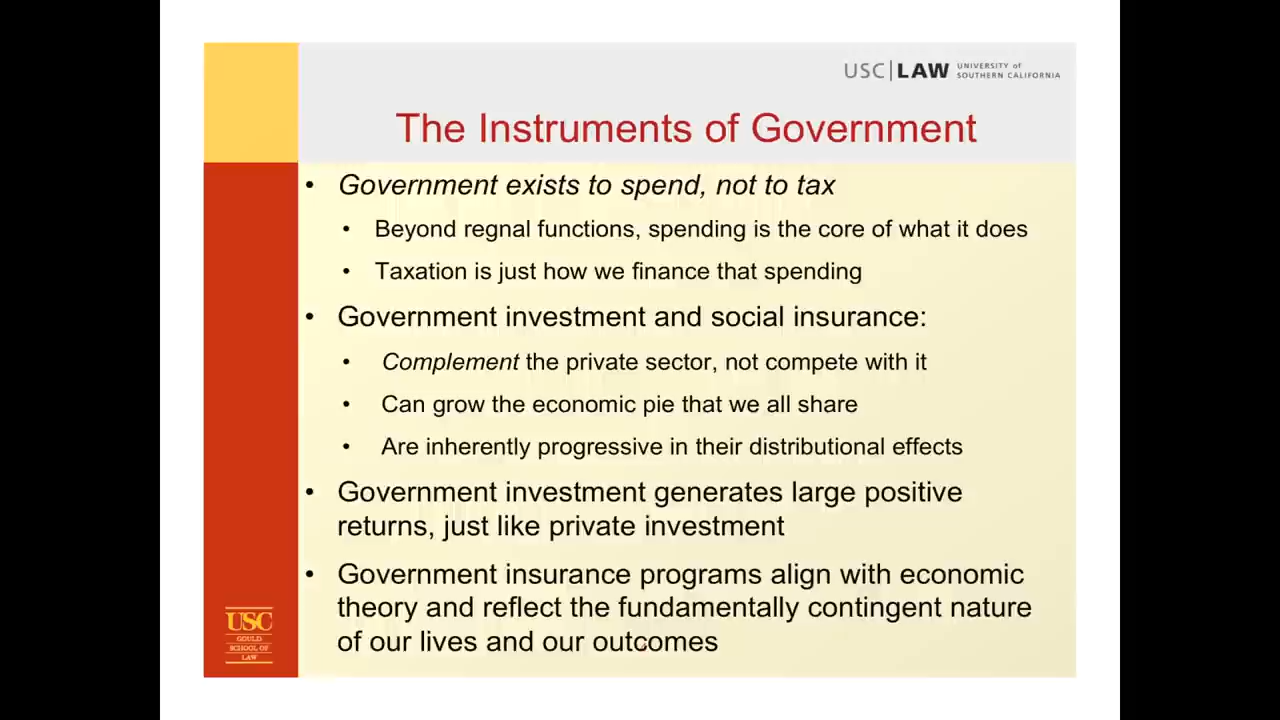 USC LAW UNIVERSITY of
SOUTHERN CALIFORNIA
The Instruments of Government
• Government exists to spend, not to tax
• Beyond regnal functions, spending is the core of what it does
• Taxation is just how we finance that spending
• Government investment and social insurance:
• Complement the private sector, not compete with it
• Can grow the economic pie that we all share
• Are inherently progressive in their distributional effects
• Government investment generates large positive
returns, just like private investment
• Government insurance programs align with economic
theory and reflect the fundamentally contingent nature
of our lives and our outcomes
USC
GOULD
SCHOOL OF
LAW